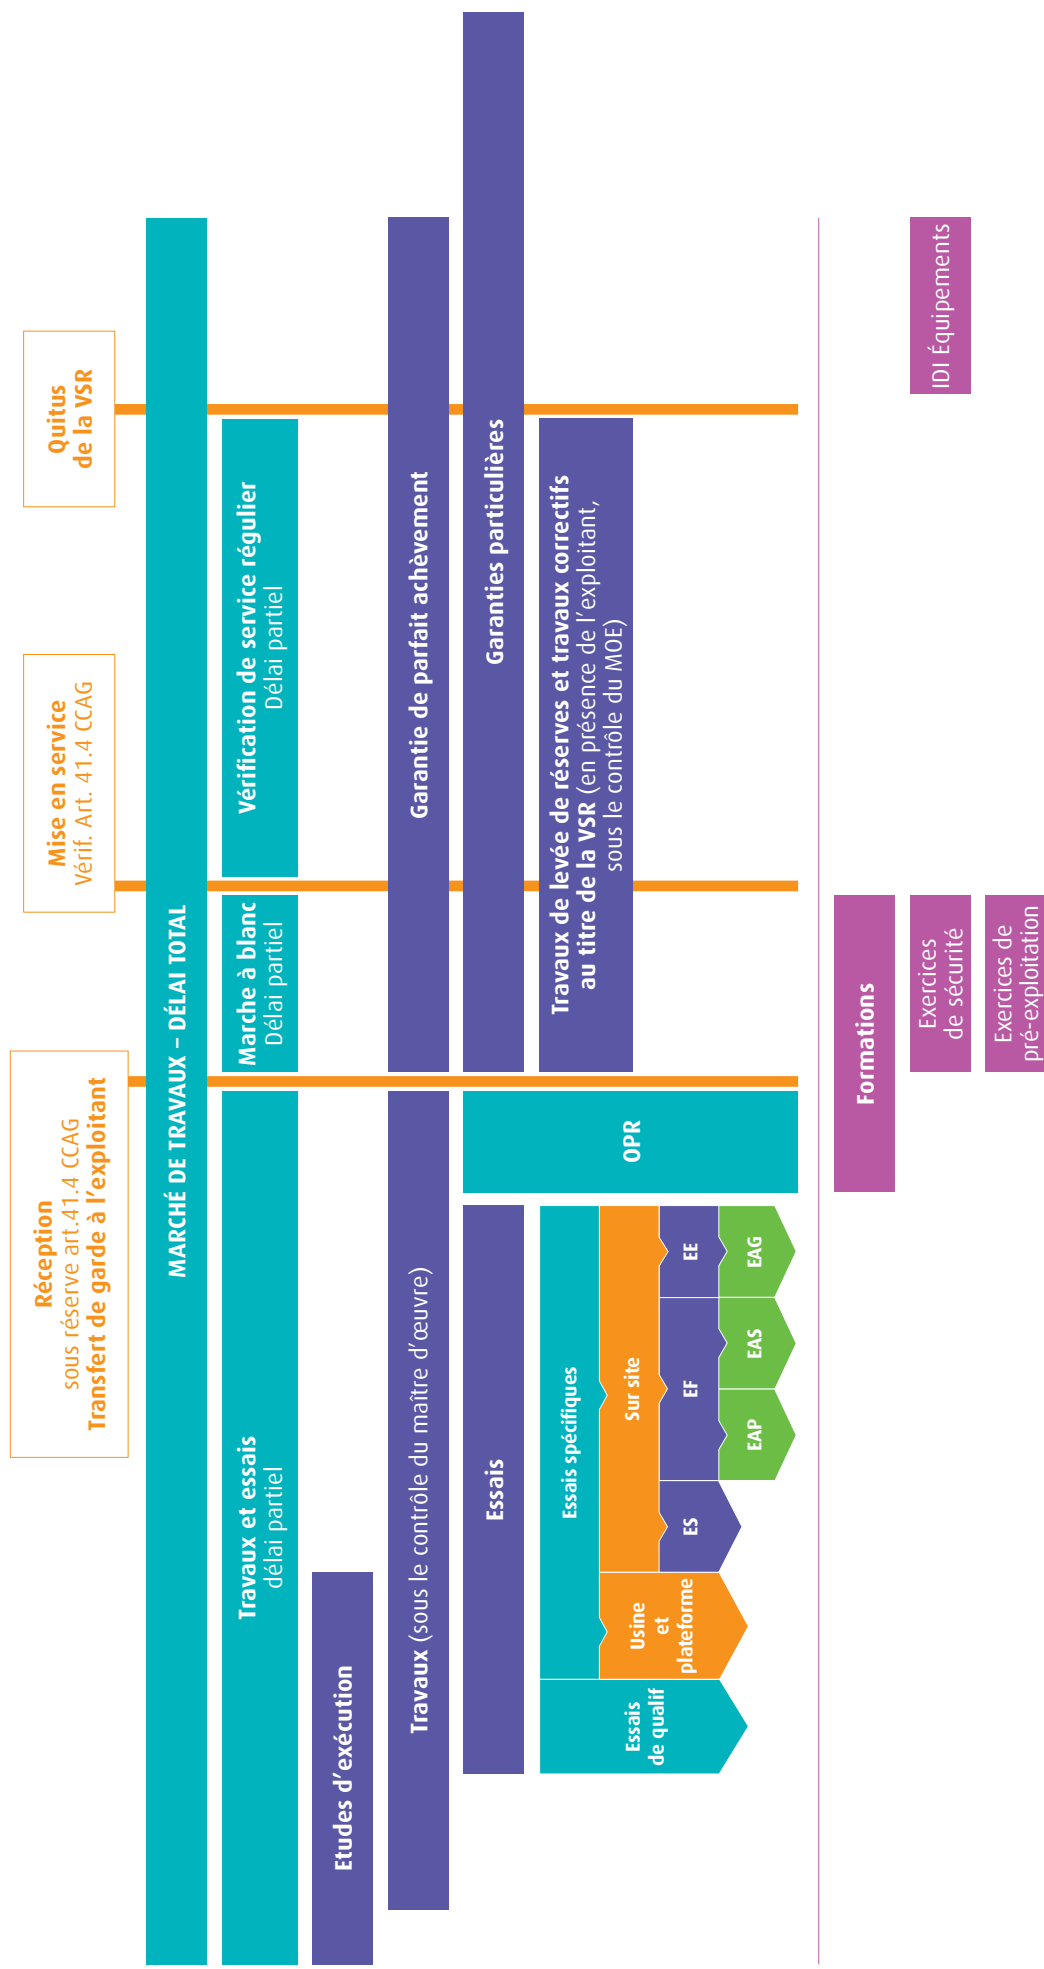 Réception
sous réserve art.41.4 CCAG
Transfert de garde à l'exploitant
Mise en service
Vérif. Art. 41.4 CCAG
Quitus
de la VSR
MARCHÉ DE TRAVAUX – DÉLAI TOTAL
Travaux et essais
délai partiel
Marche à blanc
Délai partiel
Vérification de service régulier
Délai partiel
Etudes d'exécution
Travaux (sous le contrôle du maître d'œuvre)
Garantie de parfait achèvement
Essais
OPR
Garanties particulières
Essais
de qualif
Essais spécifiques
Usine
et
plateforme
Sur site
ES
EF
EE
EAP
EAS
EAG
Travaux de levée de réserves et travaux correctifs
au titre de la VSR (en présence de l'exploitant,
sous le contrôle du MOE)
Formations
Exercices
de sécurité
IDI Équipements
Exercices de
pré-exploitation